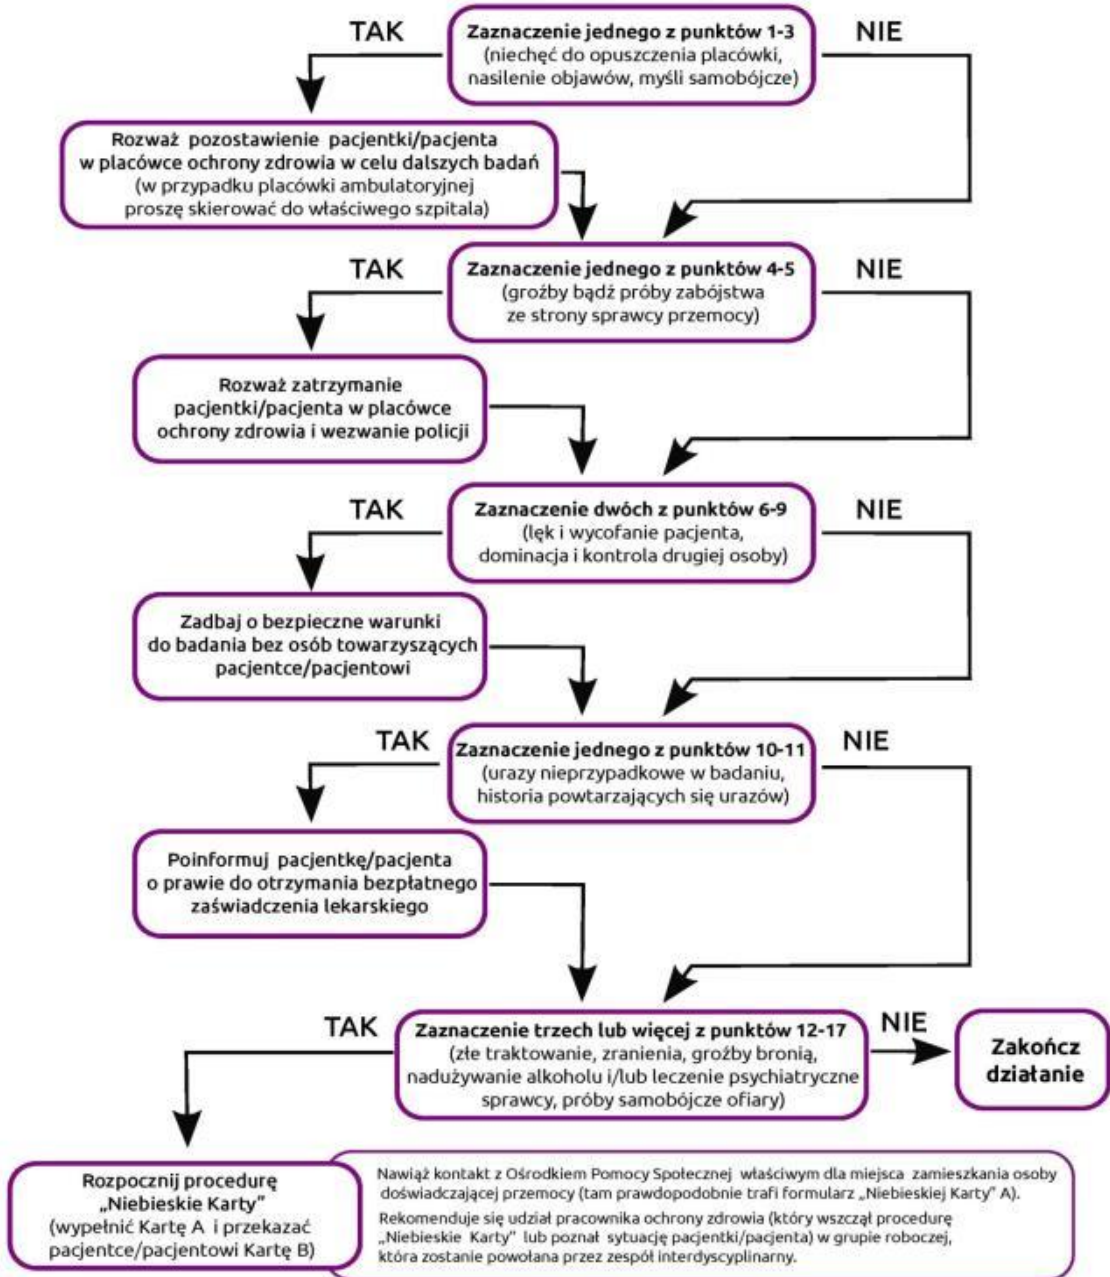 TAK
Zaznaczenie jednego z punktów 1-3
(niechęć do opuszczenia placówki,
nasilenie objawów, myśli samobójcze)
NIE
Rozważ pozostawienie pacjentki/pacjenta
w placówce ochrony zdrowia w celu dalszych badań
(w przypadku placówki ambulatoryjnej
proszę skierować do właściwego szpitala)
TAK
Zaznaczenie jednego z punktów 4-5
(groźby bądź próby zabójstwa
ze strony sprawcy przemocy)
NIE
Rozważ zatrzymanie
pacjentki/pacjenta w placówce
ochrony zdrowia i wezwanie policji
TAK
Zaznaczenie dwóch z punktów 6-9
(lęk i wycofanie pacjenta,
dominacja i kontrola drugiej osoby)
NIE
Zadbaj o bezpieczne warunki
do badania bez osób towarzyszących
pacjentce/pacjentowi
TAK
Zaznaczenie jednego z punktów 10-11
(urazy nieprzypadkowe w badaniu,
historia powtarzających się urazów)
NIE
Poinformuj pacjentkę/pacjenta
o prawie do otrzymania bezpłatnego
zaświadczenia lekarskiego
TAK
Zaznaczenie trzech lub więcej z punktów 12-17
(złe traktowanie, zranienia, groźby bronią,
nadużywanie alkoholu i/lub leczenie psychiatryczne
sprawcy, próby samobójcze ofiary)
NIE
Zakończ
działanie
Rozpocznij procedurę
„Niebieskie Karty”
(wypełnić Kartę A i przekazać
pacjentce/pacjentowi Kartę B)
Nawiąż kontakt z Ośrodkiem Pomocy Społecznej właściwym dla miejsca zamieszkania osoby
doświadczającej przemocy (tam prawdopodobnie trafi formularz „Niebieskiej Karty” A).
Rekomenduje się udział pracownika ochrony zdrowia (który wszczął procedurę
„Niebieskie Karty” lub poznał sytuację pacjentki/pacjenta) w grupie roboczej,
która zostanie powołana przez zespół interdyscyplinarny.